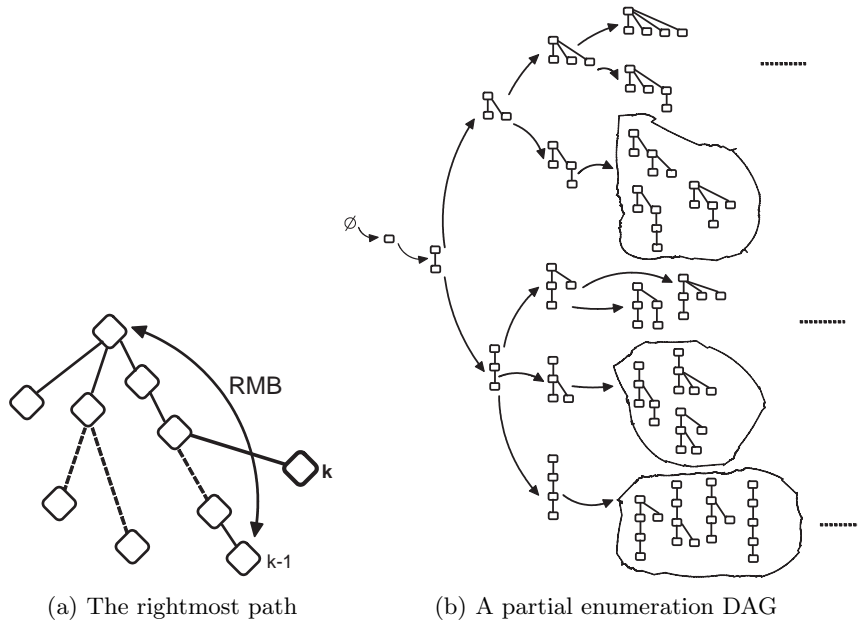 ∅
RMB
k
k-1
(a) The rightmost path
(b) A partial enumeration DAG